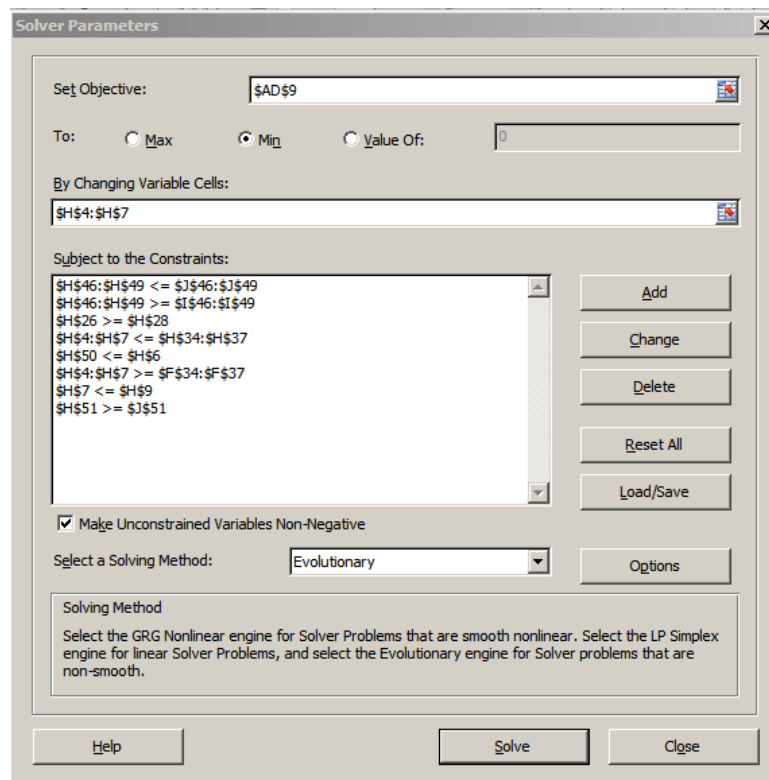 Solver Parameters
Set Objective:
$AD$9
To:
Max
Min
Value Of:
0
By Changing Variable Cells:
$H$4:$H$7
Subject to the Constraints:
$H$46:$H$49 <= $J$46:$J$49
$H$46:$H$49 >= $I$46:$I$49
$H$26 >= $H$28
$H$4:$H$7 <= $H$34:$H$37
$H$50 <= $H$6
$H$4:$H$7 >= $F$34:$F$37
$H$7 <= $H$9
$H$51 >= $J$51
Add
Change
Delete
Reset All
Load/Save
Make Unconstrained Variables Non-Negative
Select a Solving Method:
Evolutionary
Options
Solving Method
Select the GRG Nonlinear engine for Solver Problems that are smooth nonlinear. Select the LP Simplex
engine for linear Solver Problems, and select the Evolutionary engine for Solver problems that are
non-smooth.
Help
Solve
Close